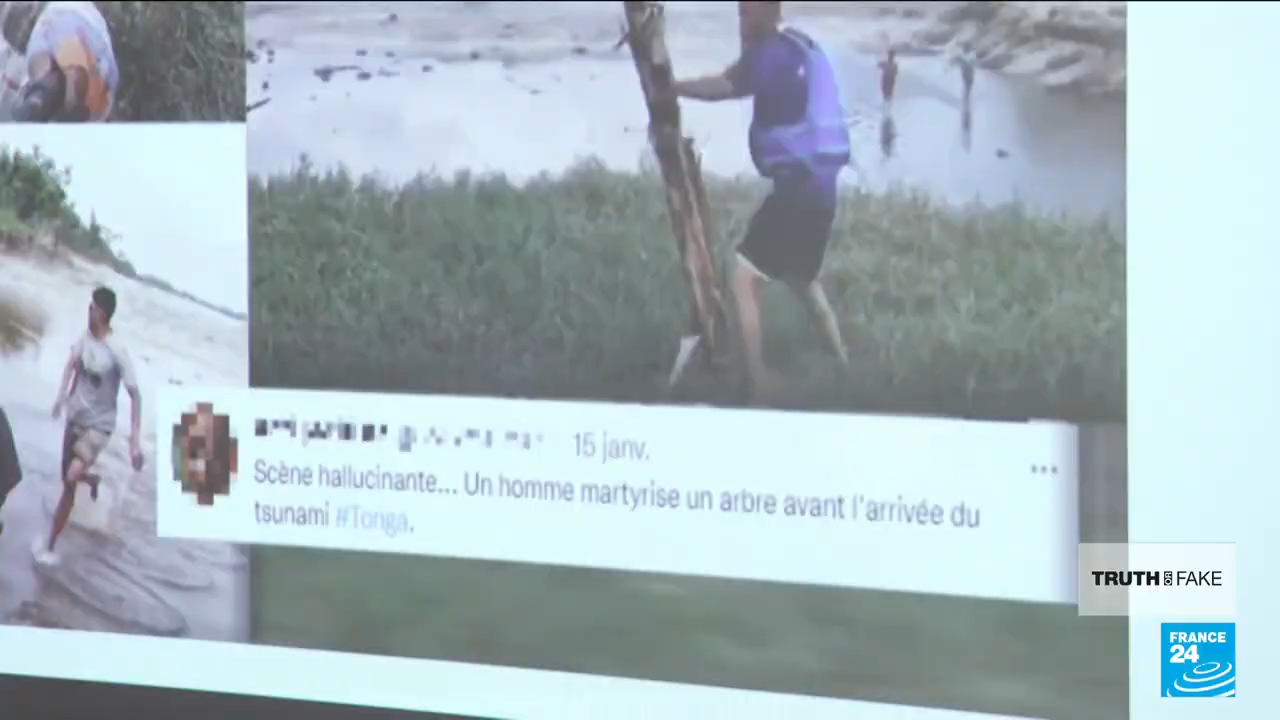 15 janv.
Scène hallucinante... Un homme martyrise un arbre avant l'arrivée du
tsunami #Tonga.
TRUTH OR FAKE
FRANCE
24